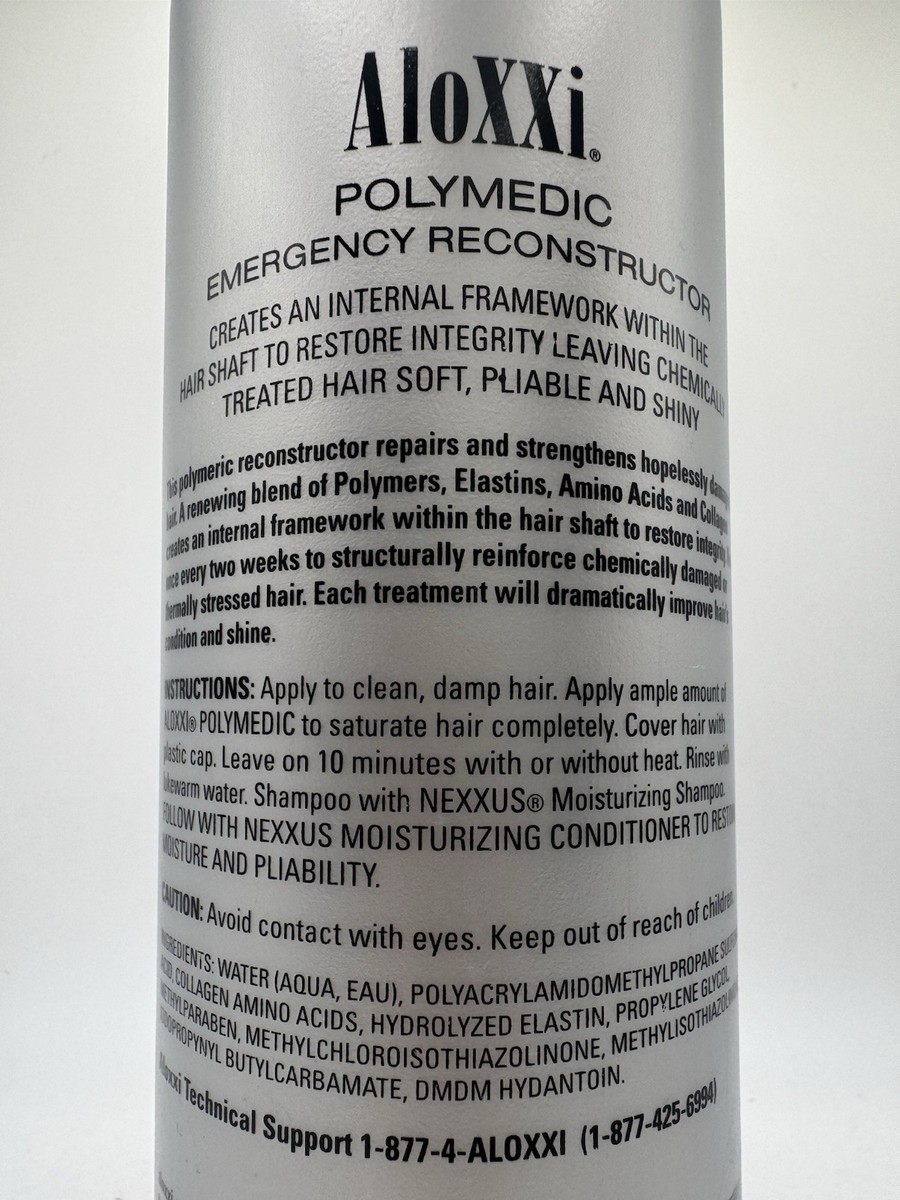 AloXXi®
POLYMEDIC
EMERGENCY RECONSTRUCTOR
CREATES AN INTERNAL FRAMEWORK WITHIN THE
HAIR SHAFT TO RESTORE INTEGRITY LEAVING CHEMICALLY
TREATED HAIR SOFT, PLIABLE AND SHINY
This polymeric reconstructor repairs and strengthens hopelessly
hair. A renewing blend of Polymers, Elastins, Amino Acids and Collagen
creates an internal framework within the hair shaft to restore integrity.
once every two weeks to structurally reinforce chemically damaged or
thermally stressed hair. Each treatment will dramatically improve hair's
condition and shine.
INSTRUCTIONS: Apply to clean, damp hair. Apply ample amount of
ALOXXI® POLYMEDIC to saturate hair completely. Cover hair with
plastic cap. Leave on 10 minutes with or without heat. Rinse with
lukewarm water. Shampoo with NEXXUS® Moisturizing Shampoo.
FOLLOW WITH NEXXUS MOISTURIZING CONDITIONER TO RESTORE
MOISTURE AND PLIABILITY.
CAUTION: Avoid contact with eyes. Keep out of reach of children.
INGREDIENTS: WATER (AQUA, EAU), POLYACRYLAMIDOMETHYLPROPANE
ACID, COLLAGEN AMINO ACIDS, HYDROLYZED ELASTIN, PROPYLENE GLYCOL,
METHYLPARABEN, METHYLCHLOROISOTHIAZOLINONE, METHYLISOTHIAZOLINONE,
IODOPROPYNYL BUTYLCARBAMATE, DMDM HYDANTOIN.
Aloxxi Technical Support 1-877-4-ALOXXI (1-877-425-6994)